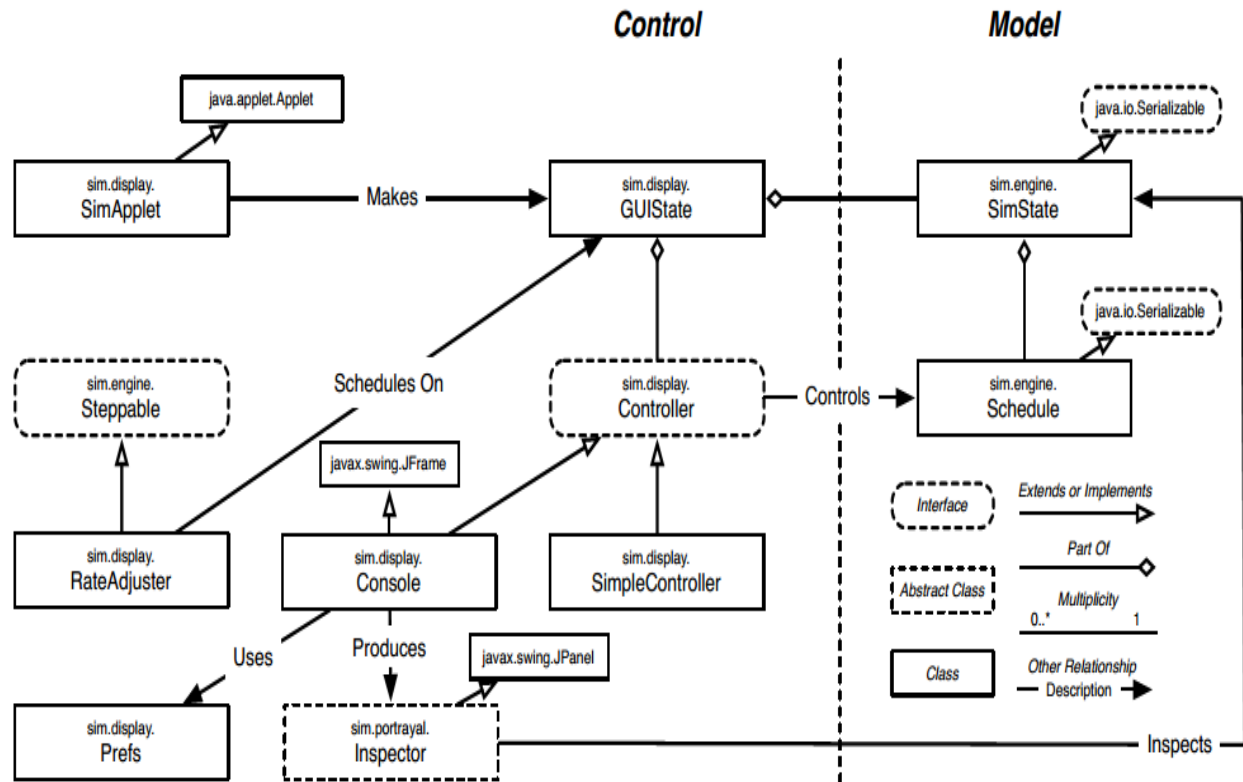 Control
Model
java.applet.Applet
java.io.Serializable
sim.display.
SimApplet
Makes
sim.display.
GUIState
sim.engine.
SimState
java.io.Serializable
sim.engine.
Steppable
Schedules On
sim.display.
Controller
Controls
sim.engine.
Schedule
javax.swing.JFrame
sim.display.
RateAdjuster
sim.display.
Console
sim.display.
SimpleController
Interface
Extends or Implements
Part Of
Abstract Class
Multiplicity
0..*
1
Class
Other Relationship
Description
Uses
Produces
javax.swing.JPanel
sim.display.
Prefs
sim.portrayal.
Inspector
Inspects